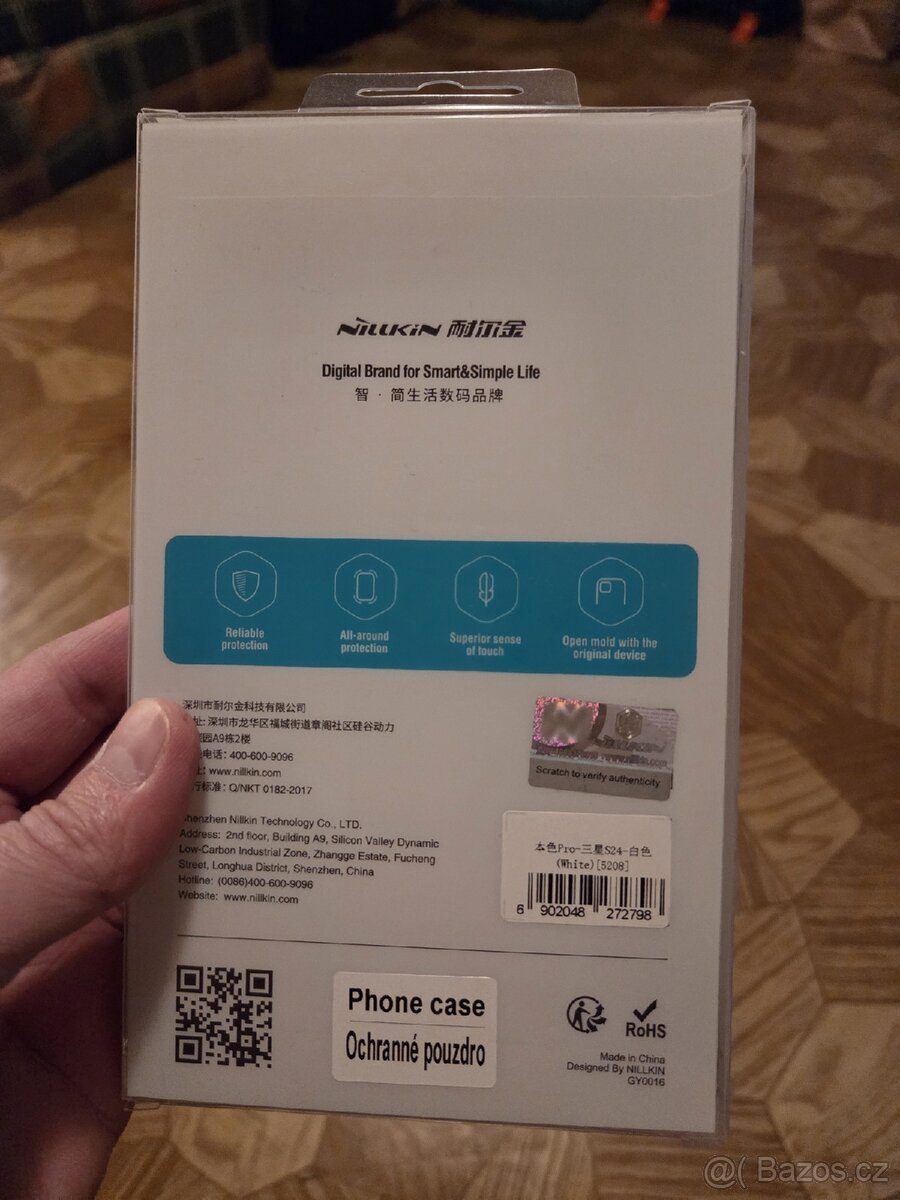 NILLKIN 耐尔金
Digital Brand for Smart&Simple Life
智 · 简生活数码品牌
Reliable
protection
All-around
protection
Superior sense
of touch
Open mold with the
original device
深圳市耐尔金科技有限公司
址: 深圳市龙华区福城街道章阁社区硅谷动力
园A9栋2楼
电话: 400-600-9096
www.nillkin.com
行标准: Q/NKT 0182-2017
Shenzhen Nillkin Technology Co., LTD.
Address: 2nd floor, Building A9, Silicon Valley Dynamic
Low-Carbon Industrial Zone, Zhangge Estate, Fucheng
Street, Longhua District, Shenzhen, China
Hotline: (0086)400-600-9096
Website: www.nillkin.com
Scratch to verify authenticity
本色Pro-三星S24-白色
(White)[5208]
6 902048 272798
Phone case
Ochranné pouzdro
RoHS
Made in China
Designed By NILLKIN
GY0016
@( Bazos.cz